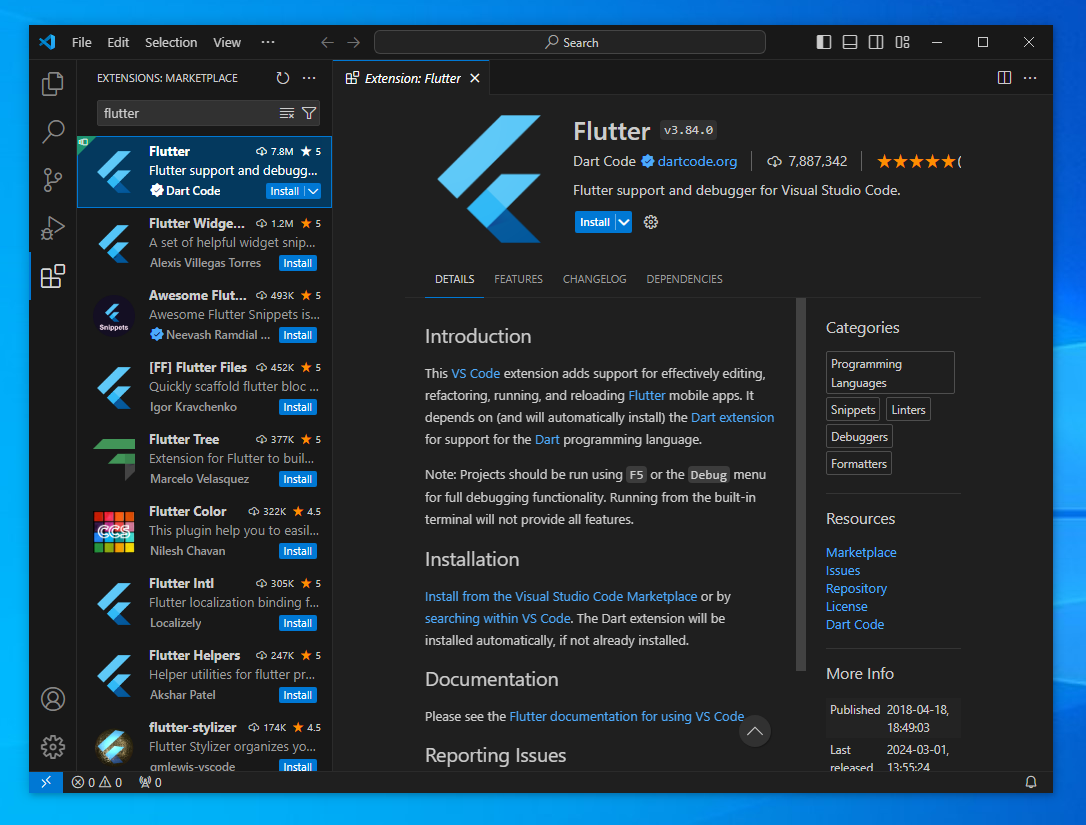 File Edit Selection View ··· Search
EXTENSIONS: MARKETPLACE
flutter
Flutter 7.8M ★ 5
Flutter support and debugg...
Dart Code Install
Flutter Widge... 1.2M ★ 5
A set of helpful widget snip...
Alexis Villegas Torres Install
Awesome Flut... 493K ★ 5
Awesome Flutter Snippets is...
Neevash Ramdial ... Install
Snippets
[FF] Flutter Files 452K ★ 5
Quickly scaffold flutter bloc ...
Igor Kravchenko Install
Flutter Tree 377K ★ 5
Extension for Flutter to buil...
Marcelo Velasquez Install
Flutter Color 322K ★ 4.5
This plugin help you to easil...
Nilesh Chavan Install
CCS
Flutter Intl 305K ★ 5
Flutter localization binding f...
Localizely Install
Flutter Helpers 247K ★ 5
Helper utilities for flutter pr...
Akshar Patel Install
flutter-stylizer 174K ★ 4.5
Flutter Stylizer organizes yo...
gmlewis-vscode Install
Extension: Flutter
Flutter v3.84.0
Dart Code dartcode.org 7,887,342 ★★★★★(
Flutter support and debugger for Visual Studio Code.
Install
DETAILS FEATURES CHANGELOG DEPENDENCIES
Introduction
This VS Code extension adds support for effectively editing,
refactoring, running, and reloading Flutter mobile apps. It
depends on (and will automatically install) the Dart extension
for support for the Dart programming language.
Note: Projects should be run using F5 or the Debug menu
for full debugging functionality. Running from the built-in
terminal will not provide all features.
Installation
Install from the Visual Studio Code Marketplace or by
searching within VS Code. The Dart extension will be
installed automatically, if not already installed.
Documentation
Please see the Flutter documentation for using VS Code.
Reporting Issues
Categories
Programming
Languages
Snippets Linters
Debuggers
Formatters
Resources
Marketplace
Issues
Repository
License
Dart Code
More Info
Published 2018-04-18,
18:49:03
Last 2024-03-01,
released 13:55:24
0 0 0